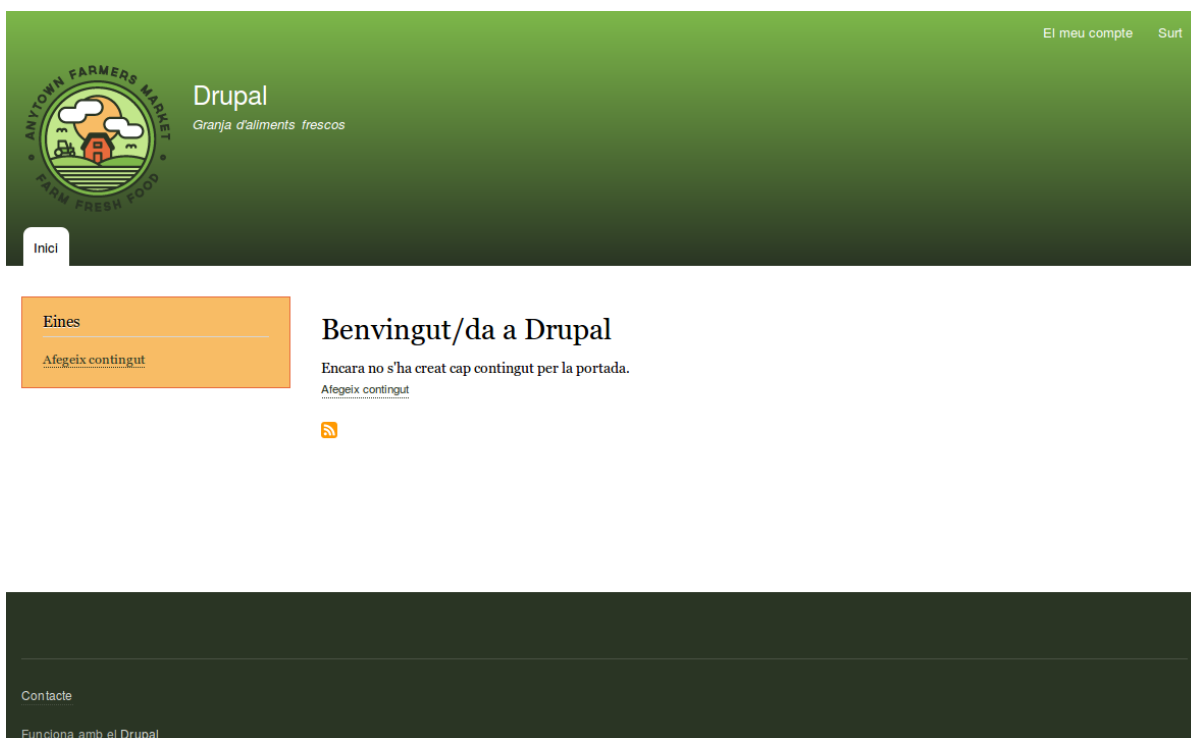 El meu compte Surt
ANYTOWN FARMERS MARKET
FARM FRESH FOOD
Drupal
Granja d'aliments frescos
Inici
Eines
Afegeix contingut
Benvingut/da a Drupal
Encara no s'ha creat cap contingut per la portada.
Afegeix contingut
Contacte
Funciona amb el Drupal